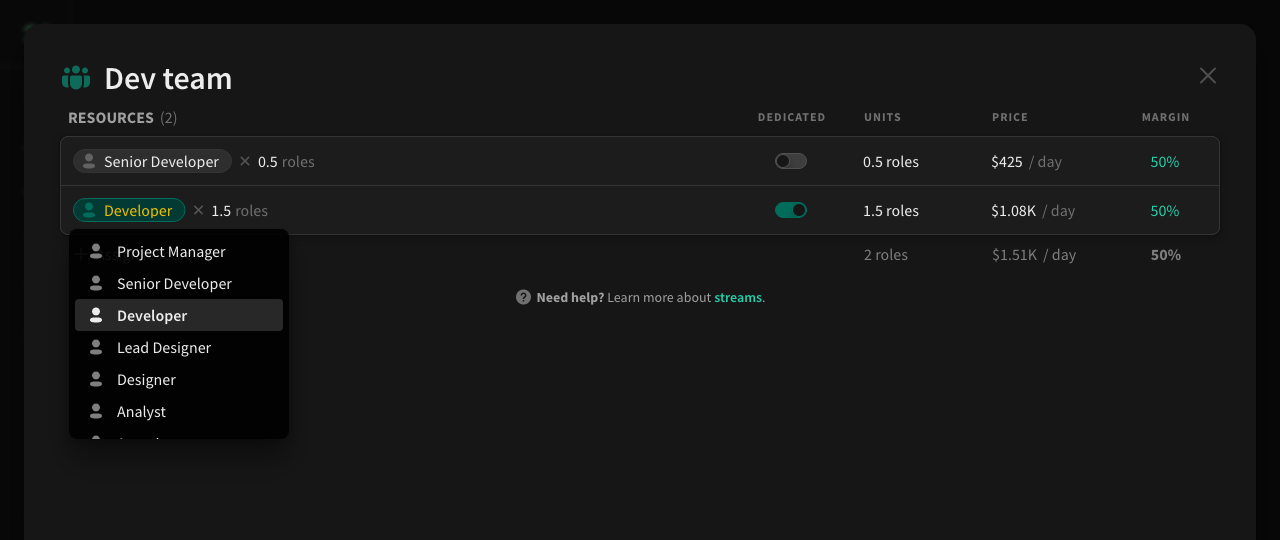 Dev team
RESOURCES (2) DEDICATED UNITS PRICE MARGIN
Senior Developer × 0.5 roles 0.5 roles $425 / day 50%
Developer × 1.5 roles 1.5 roles $1.08K / day 50%
2 roles $1.51K / day 50%
Project Manager
Senior Developer
Developer
Lead Designer
Designer
Analyst
? Need help? Learn more about streams.